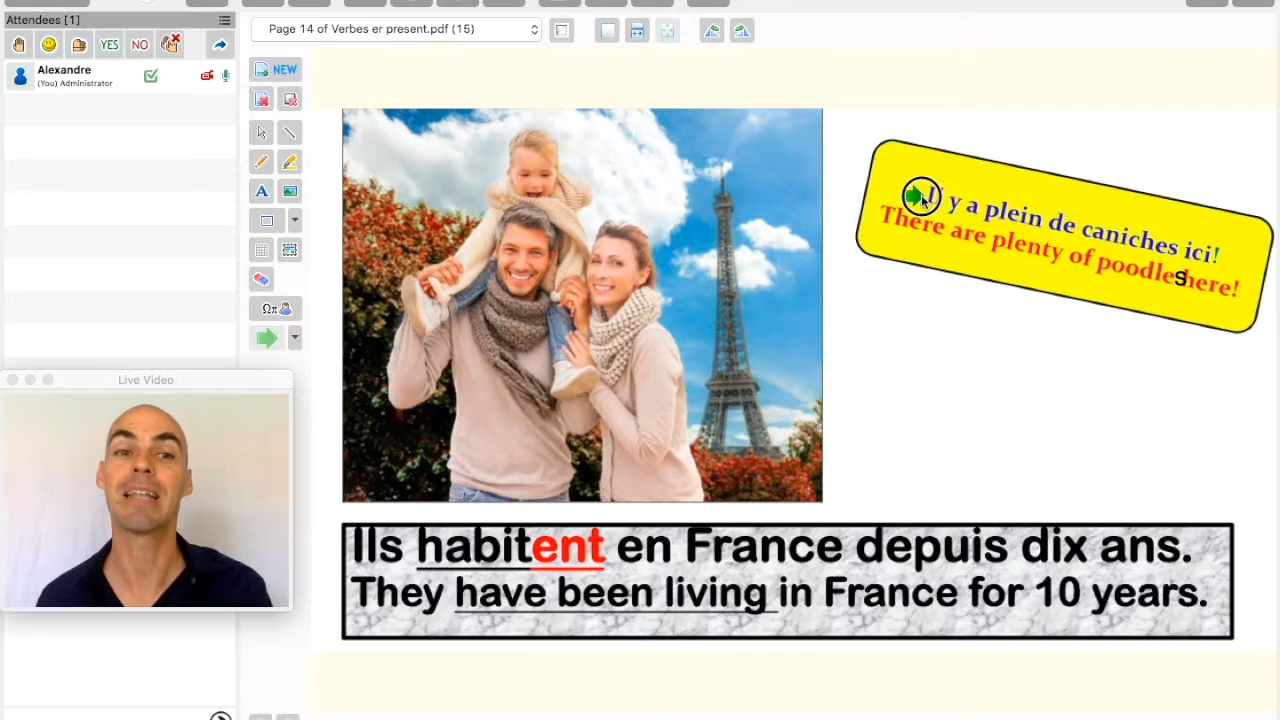 Attendees [1]
Page 14 of Verbes er present.pdf (15)
YES
NO
NEW
Alexandre
(You) Administrator
A
Ωπ
Il y a plein de caniches ici!
There are plenty of poodles here!
Live Video
Ils habitent en France depuis dix ans.
They have been living in France for 10 years.